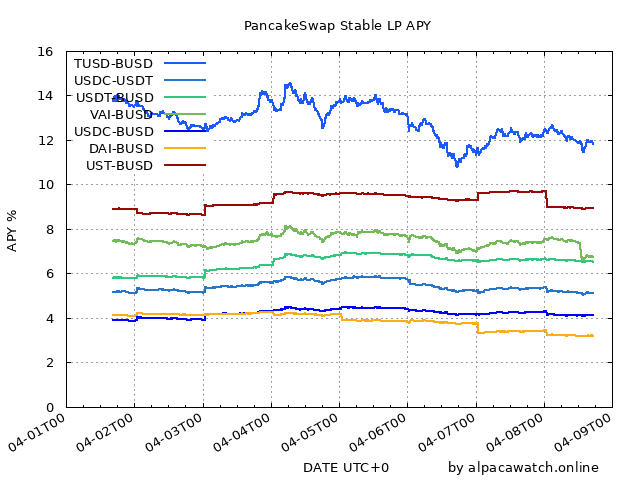 PancakeSwap Stable LP APY
16
14
12
10
8
6
4
2
0
APY %
TUSD-BUSD
USDC-USDT
USDT-BUSD
VAI-BUSD
USDC-BUSD
DAI-BUSD
UST-BUSD
04-01T00
04-02T00
04-03T00
04-04T00
04-05T00
04-06T00
04-07T00
04-08T00
04-09T00
DATE UTC+0
by alpacawatch.online